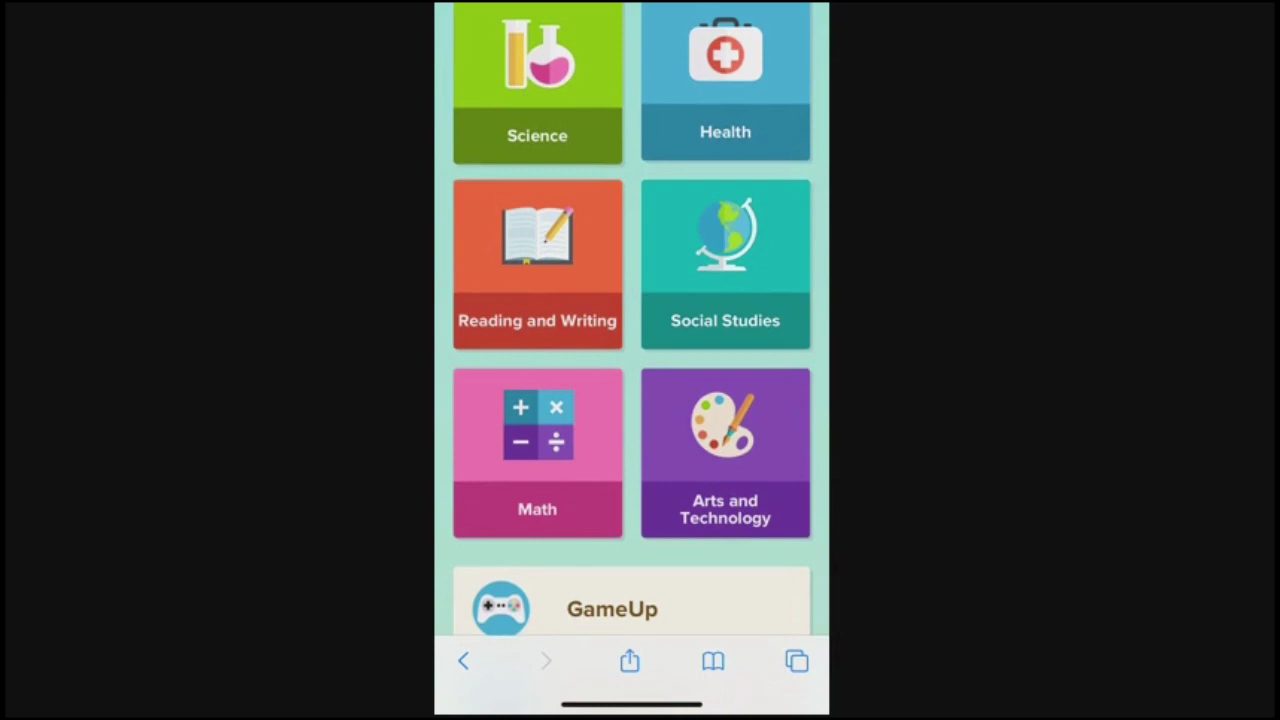 Science
Health
Reading and Writing
Social Studies
Math
Arts and
Technology
GameUp